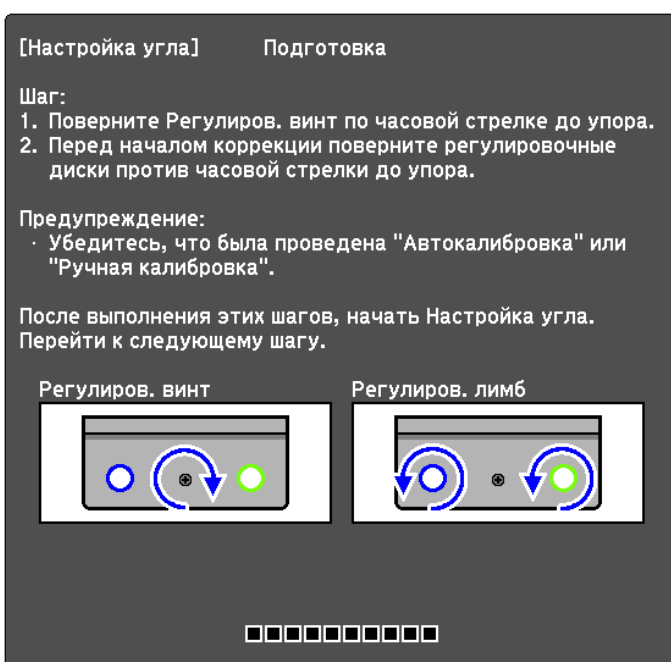 [Настройка угла] Подготовка
Шаг:
1. Поверните Регулиров. винт по часовой стрелке до упора.
2. Перед началом коррекции поверните регулировочные
диски против часовой стрелки до упора.
Предупреждение:
· Убедитесь, что была проведена "Автокалибровка" или
"Ручная калибровка".
После выполнения этих шагов, начать Настройка угла.
Перейти к следующему шагу.
Регулиров. винт
Регулиров. лимб